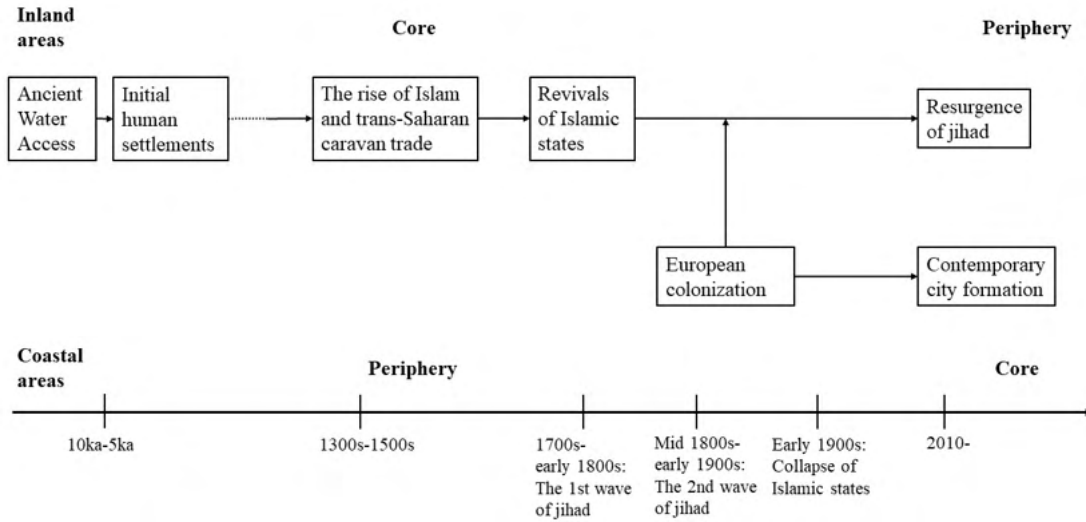 Inland
areas
Core
Periphery
Ancient
Water
Access
Initial
human
settlements
The rise of Islam
and trans-Saharan
caravan trade
Revivals
of Islamic
states
Resurgence
of jihad
European
colonization
Contemporary
city formation
Coastal
areas
Periphery
Core
10ka-5ka
1300s-1500s
1700s-
early 1800s:
The 1st wave
of jihad
Mid 1800s-
early 1900s:
The 2nd wave
of jihad
Early 1900s:
Collapse of
Islamic states
2010-